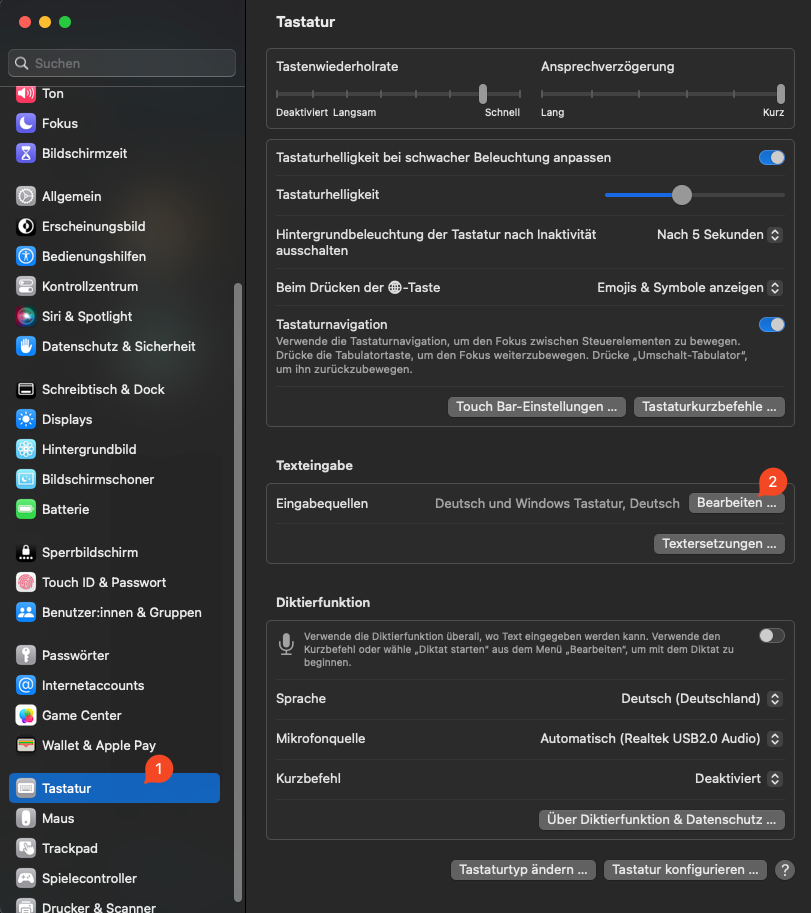 Suchen
Ton
Fokus
Bildschirmzeit
Allgemein
Erscheinungsbild
Bedienungshilfen
Kontrollzentrum
Siri & Spotlight
Datenschutz & Sicherheit
Schreibtisch & Dock
Displays
Hintergrundbild
Bildschirmschoner
Batterie
Sperrbildschirm
Touch ID & Passwort
Benutzer:innen & Gruppen
Passwörter
Internetaccounts
Game Center
Wallet & Apple Pay
1
Tastatur
Maus
Trackpad
Spielecontroller
Drucker & Scanner
Tastatur
Tastenwiederholrate
Deaktiviert Langsam Schnell
Ansprechverzögerung
Lang Kurz
Tastaturhelligkeit bei schwacher Beleuchtung anpassen
Tastaturhelligkeit
Hintergrundbeleuchtung der Tastatur nach Inaktivität
ausschalten
Nach 5 Sekunden
Beim Drücken der 🌐-Taste Emojis & Symbole anzeigen
Tastaturnavigation
Verwende die Tastaturnavigation, um den Fokus zwischen Steuerelementen zu bewegen.
Drücke die Tabulatortaste, um den Fokus weiterzubewegen. Drücke „Umschalt-Tabulator“,
um ihn zurückzubewegen.
Touch Bar-Einstellungen ... Tastaturkurzbefehle ...
Texteingabe
2
Eingabequellen Deutsch und Windows Tastatur, Deutsch Bearbeiten ...
Textersetzungen ...
Diktierfunktion
Verwende die Diktierfunktion überall, wo Text eingegeben werden kann. Verwende den
Kurzbefehl oder wähle „Diktat starten“ aus dem Menü „Bearbeiten“, um mit dem Diktat zu
beginnen.
Sprache Deutsch (Deutschland)
Mikrofonquelle Automatisch (Realtek USB2.0 Audio)
Kurzbefehl Deaktiviert
Über Diktierfunktion & Datenschutz ...
Tastaturtyp ändern ... Tastatur konfigurieren ... ?